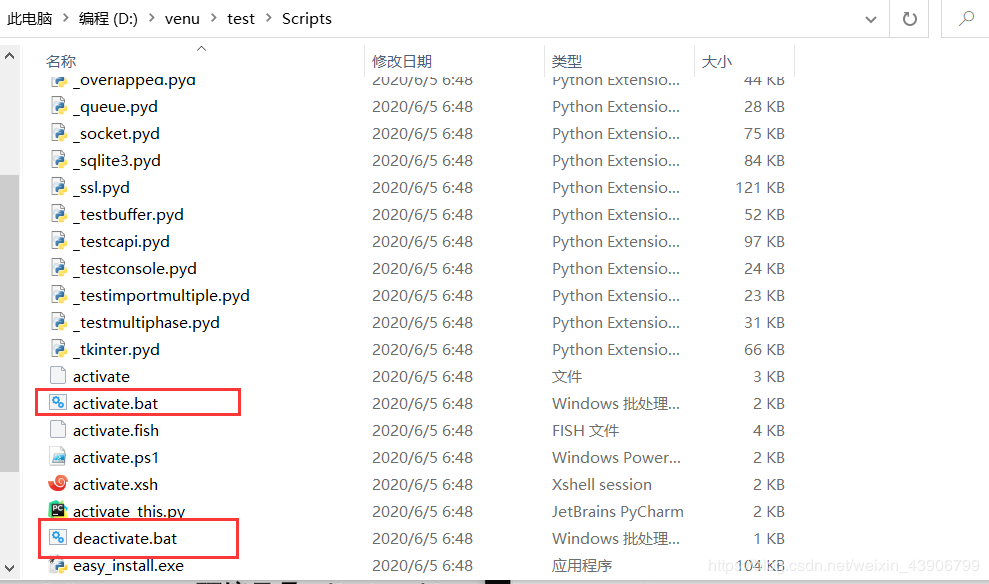 此电脑 > 编程 (D:) > venu > test > Scripts
名称 修改日期 类型 大小
_overlapped.pyd 2020/6/5 6:48 Python Extensio... 44 KB
_queue.pyd 2020/6/5 6:48 Python Extensio... 28 KB
_socket.pyd 2020/6/5 6:48 Python Extensio... 75 KB
_sqlite3.pyd 2020/6/5 6:48 Python Extensio... 84 KB
_ssl.pyd 2020/6/5 6:48 Python Extensio... 121 KB
_testbuffer.pyd 2020/6/5 6:48 Python Extensio... 52 KB
_testcapi.pyd 2020/6/5 6:48 Python Extensio... 97 KB
_testconsole.pyd 2020/6/5 6:48 Python Extensio... 24 KB
_testimportmultiple.pyd 2020/6/5 6:48 Python Extensio... 23 KB
_testmultiphase.pyd 2020/6/5 6:48 Python Extensio... 31 KB
_tkinter.pyd 2020/6/5 6:48 Python Extensio... 66 KB
activate 2020/6/5 6:48 文件 3 KB
activate.bat 2020/6/5 6:48 Windows 批处理... 2 KB
activate.fish 2020/6/5 6:48 FISH 文件 4 KB
activate.ps1 2020/6/5 6:48 Windows Power... 2 KB
activate.xsh 2020/6/5 6:48 Xshell session 2 KB
activate_this.py 2020/6/5 6:48 JetBrains PyCharm 2 KB
deactivate.bat 2020/6/5 6:48 Windows 批处理... 1 KB
easy_install.exe 2020/6/5 6:48 应用程序 104 KB
https://blog.csdn.net/weixin_43906799